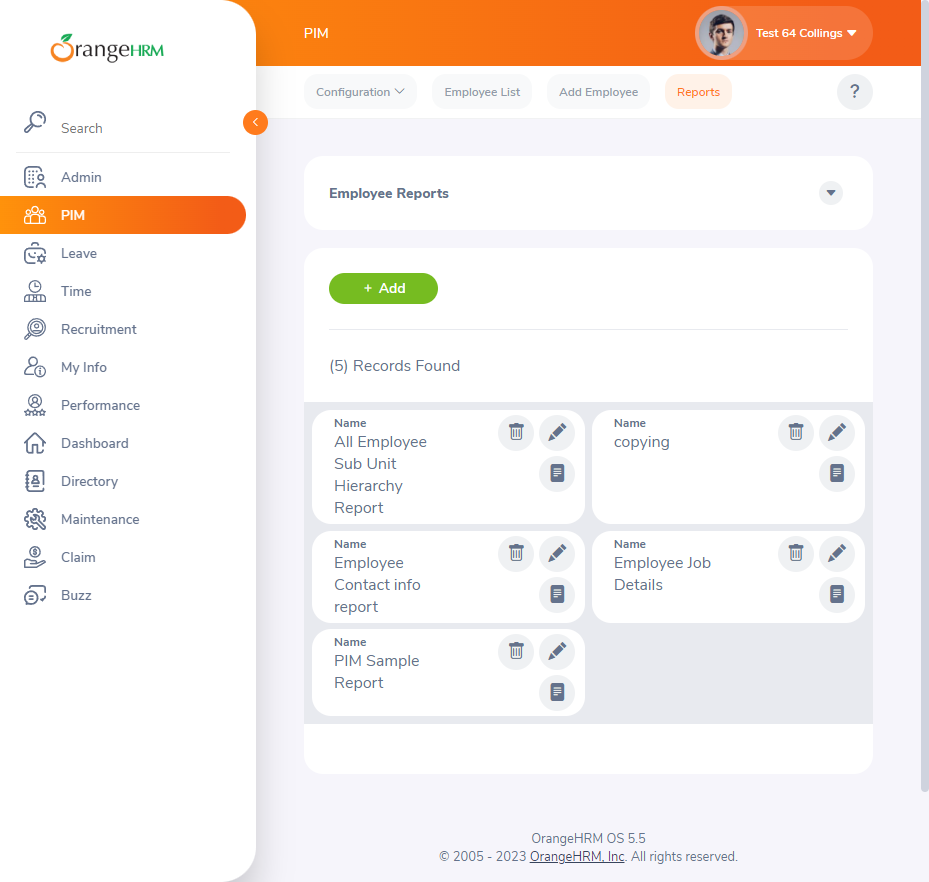 OrangeHRM
PIM
Test 64 Collings
Configuration
Employee List
Add Employee
Reports
?
Search
Admin
PIM
Leave
Time
Recruitment
My Info
Performance
Dashboard
Directory
Maintenance
Claim
Buzz
Employee Reports
+ Add
(5) Records Found
Name
All Employee
Sub Unit
Hierarchy
Report
Name
copying
Name
Employee
Contact info
report
Name
Employee Job
Details
Name
PIM Sample
Report
OrangeHRM OS 5.5
© 2005 - 2023 OrangeHRM, Inc. All rights reserved.